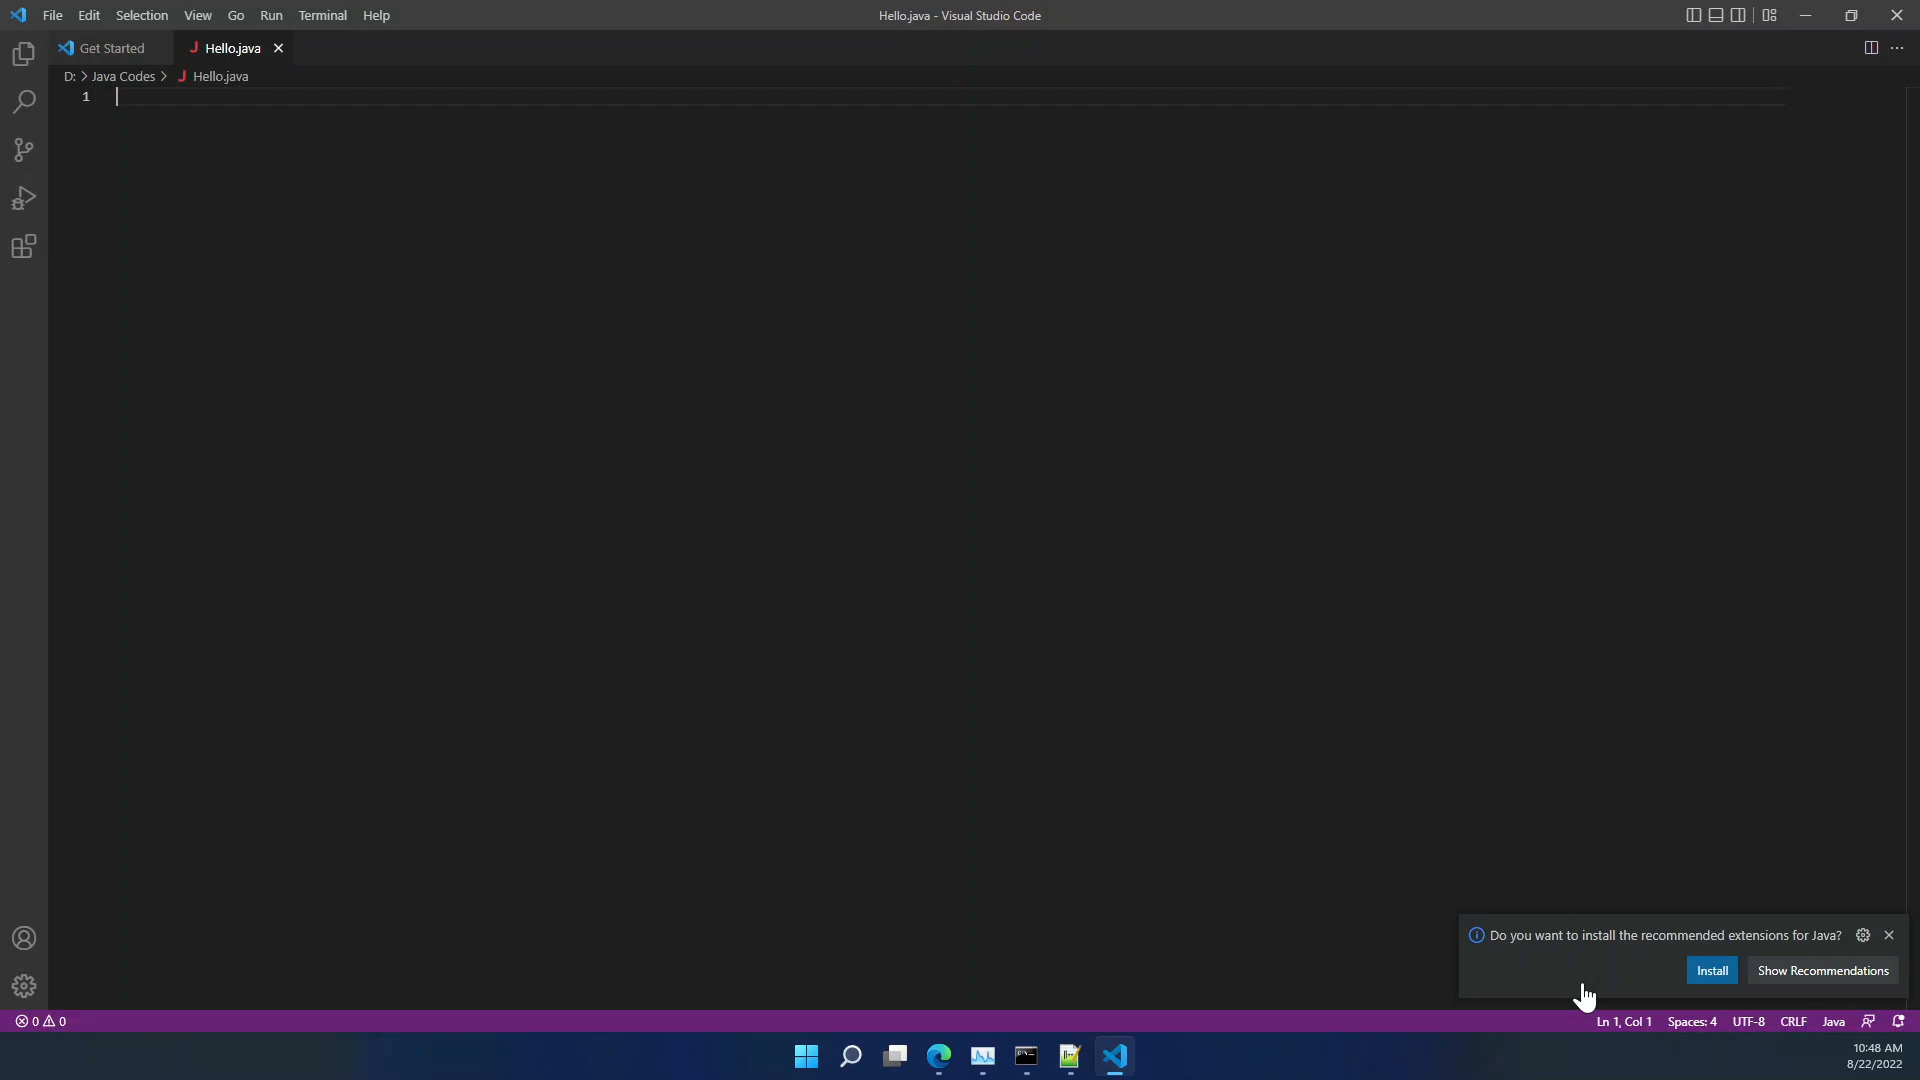 File Edit Selection View Go Run Terminal Help
Hello.java - Visual Studio Code
Get Started
Hello.java
D: > Java Codes > Hello.java
1
Do you want to install the recommended extensions for Java?
Install Show Recommendations
0 0
Ln 1, Col 1 Spaces: 4 UTF-8 CRLF Java
10:48 AM
8/22/2022